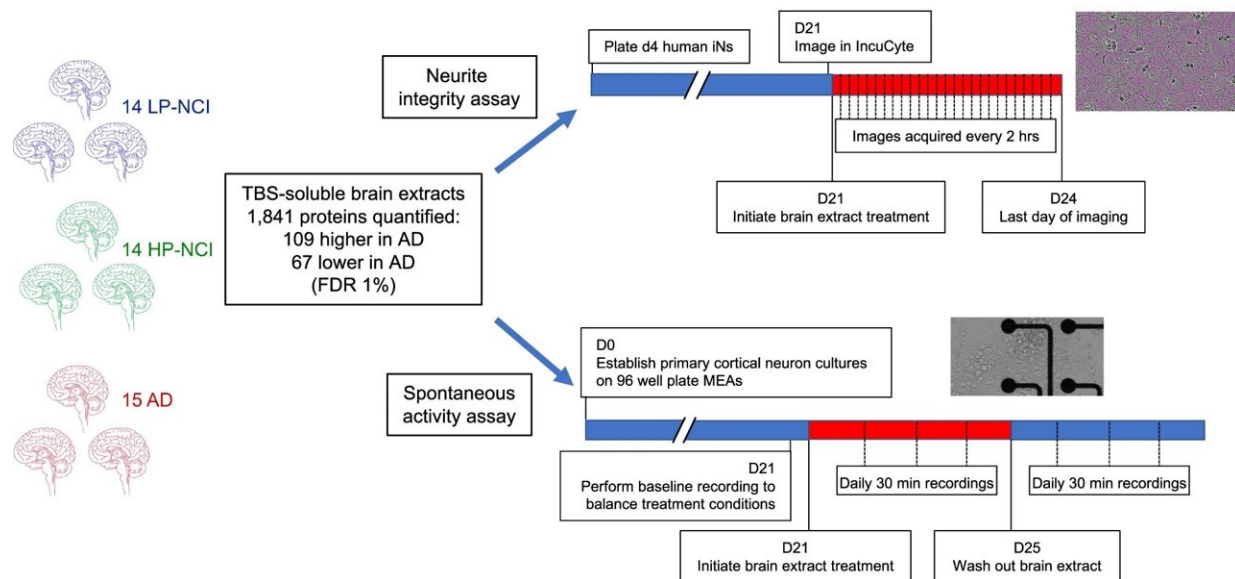 14 LP-NCI
14 HP-NCI
15 AD
TBS-soluble brain extracts
1,841 proteins quantified:
109 higher in AD
67 lower in AD
(FDR 1%)
Neurite
integrity assay
Plate d4 human iNs
D21
Image in IncuCyte
Images acquired every 2 hrs
D21
Initiate brain extract treatment
D24
Last day of imaging
Spontaneous
activity assay
D0
Establish primary cortical neuron cultures
on 96 well plate MEAs
D21
Perform baseline recording to
balance treatment conditions
Daily 30 min recordings
Daily 30 min recordings
D21
Initiate brain extract treatment
D25
Wash out brain extract